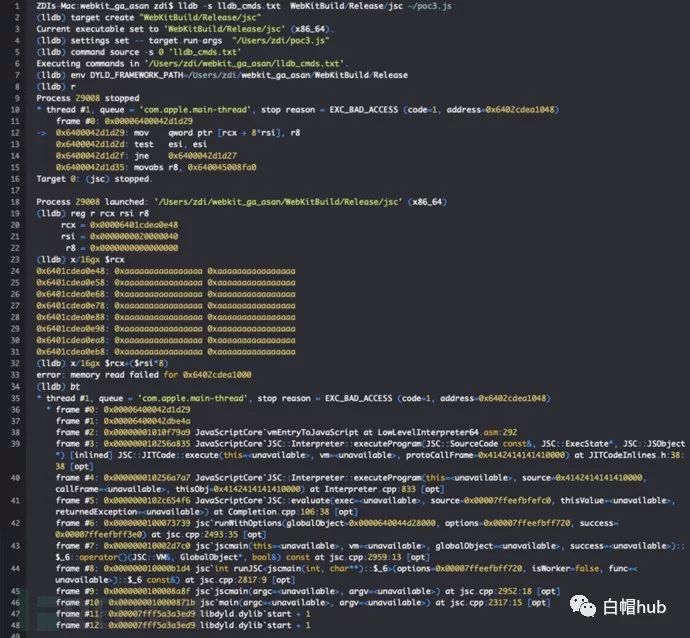 1 ZDIs-Mac:webkit_ga_asan zdi$ lldb -s lldb_cmds.txt WebKitBuild/Release/jsc ~/poc3.js
2 (lldb) target create "WebKitBuild/Release/jsc"
3 Current executable set to 'WebKitBuild/Release/jsc' (x86_64).
4 (lldb) settings set -- target.run-args "/Users/zdi/poc3.js"
5 (lldb) command source -s 0 'lldb_cmds.txt'
6 Executing commands in '/Users/zdi/webkit_ga_asan/lldb_cmds.txt'.
7 (lldb) env DYLD_FRAMEWORK_PATH=/Users/zdi/webkit_ga_asan/WebKitBuild/Release
8 (lldb) r
9 Process 29008 stopped
10 * thread #1, queue = 'com.apple.main-thread', stop reason = EXC_BAD_ACCESS (code=1, address=0x6402cdea1048)
11 frame #0: 0x00006400042d1d29
12 -> 0x6400042d1d29: mov qword ptr [rcx + 8*rsi], r8
13 0x6400042d1d2d: test esi, esi
14 0x6400042d1d2f: jne 0x6400042d1d27
15 0x6400042d1d35: movabs r8, 0x640045008fa0
16 Target 0: (jsc) stopped.
17
18 Process 29008 launched: '/Users/zdi/webkit_ga_asan/WebKitBuild/Release/jsc' (x86_64)
19 (lldb) reg r rcx rsi r8
20 rcx = 0x00006401cdea0e48
21 rsi = 0x0000000020000040
22 r8 = 0x0000000000000000
23 (lldb) x/16gx $rcx
24 0x6401cdea0e48: 0xaaaaaaaaaaaaaaaa 0xaaaaaaaaaaaaaaaa
25 0x6401cdea0e58: 0xaaaaaaaaaaaaaaaa 0xaaaaaaaaaaaaaaaa
26 0x6401cdea0e68: 0xaaaaaaaaaaaaaaaa 0xaaaaaaaaaaaaaaaa
27 0x6401cdea0e78: 0xaaaaaaaaaaaaaaaa 0xaaaaaaaaaaaaaaaa
28 0x6401cdea0e88: 0xaaaaaaaaaaaaaaaa 0xaaaaaaaaaaaaaaaa
29 0x6401cdea0e98: 0xaaaaaaaaaaaaaaaa 0xaaaaaaaaaaaaaaaa
30 0x6401cdea0ea8: 0xaaaaaaaaaaaaaaaa 0xaaaaaaaaaaaaaaaa
31 0x6401cdea0eb8: 0xaaaaaaaaaaaaaaaa 0xaaaaaaaaaaaaaaaa
32 (lldb) x/16gx $rcx+($rsi*8)
33 error: memory read failed for 0x6402cdea1000
34 (lldb) bt
35 * thread #1, queue = 'com.apple.main-thread', stop reason = EXC_BAD_ACCESS (code=1, address=0x6402cdea1048)
36 * frame #0: 0x00006400042d1d29
37 frame #1: 0x00006400042dbe4a
38 frame #2: 0x00000001010f79a9 JavaScriptCore`vmEntryToJavaScript at LowLevelInterpreter64.asm:292
39 frame #3: 0x000000010256a835 JavaScriptCore`JSC::Interpreter::executeProgram(JSC::SourceCode const&, JSC::ExecState*, JSC::JSObject
*) [inlined] JSC::JITCode::execute(this=<unavailable>, vm=<unavailable>, protoCallFrame=0x4142414141410000) at JITCodeInlines.h:38:
38 [opt]
40 frame #4: 0x000000010256a7a7 JavaScriptCore`JSC::Interpreter::executeProgram(this=<unavailable>, source=0x4142414141410000,
callFrame=<unavailable>, thisObj=0x4142414141410000) at Interpreter.cpp:833 [opt]
41 frame #5: 0x0000000102c654f6 JavaScriptCore`JSC::evaluate(exec=<unavailable>, source=0x00007ffeefbfefc0, thisValue=<unavailable>,
returnedException=<unavailable>) at Completion.cpp:106:38 [opt]
42 frame #6: 0x0000000100073739 jsc`runWithOptions(globalObject=0x0000640044d28000, options=0x00007ffeefbff720, success=
0x00007ffeefbff3e0) at jsc.cpp:2493:35 [opt]
43 frame #7: 0x000000010002d7c0 jsc`jscmain(this=<unavailable>, vm=<unavailable>, globalObject=<unavailable>, success=<unavailable>)::
$_6::operator()(JSC::VM&, GlobalObject*, bool&) const at jsc.cpp:2959:13 [opt]
44 frame #8: 0x000000010000b1d4 jsc`int runJSC<jscmain(int, char**)::$_6>(options=0x00007ffeefbff720, isWorker=false, func=<
unavailable>)::$_6 const&) at jsc.cpp:2817:9 [opt]
45 frame #9: 0x0000000100008a8f jsc`jscmain(argc=<unavailable>, argv=<unavailable>) at jsc.cpp:2952:18 [opt]
46 frame #10: 0x000000010000871b jsc`main(argc=<unavailable>, argv=<unavailable>) at jsc.cpp:2317:15 [opt]
47 frame #11: 0x00007fff5a3a3ed9 libdyld.dylib`start + 1
48 frame #12: 0x00007fff5a3a3ed9 libdyld.dylib`start + 1
白帽hub